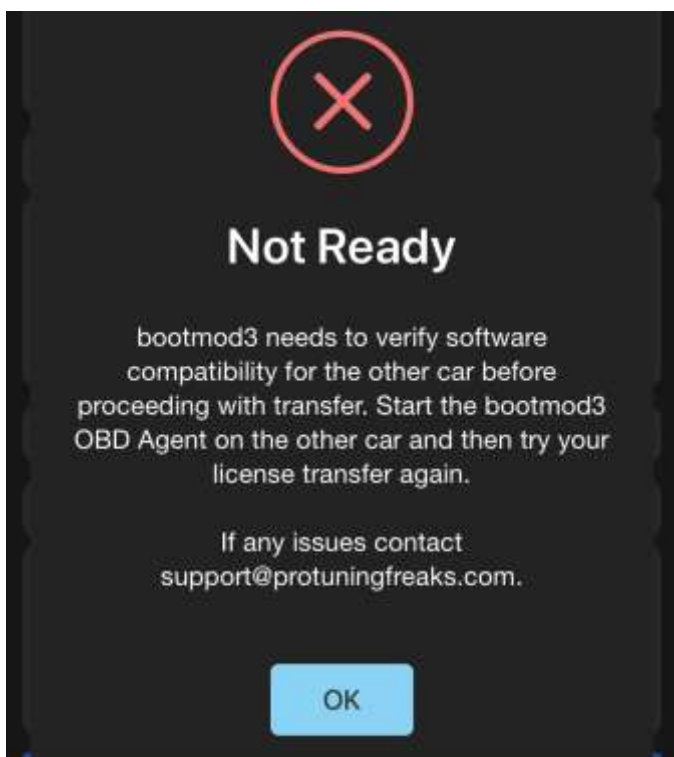 Not Ready
bootmod3 needs to verify software
compatibility for the other car before
proceeding with transfer. Start the bootmod3
OBD Agent on the other car and then try your
license transfer again.
If any issues contact
support@protuningfreaks.com.
OK